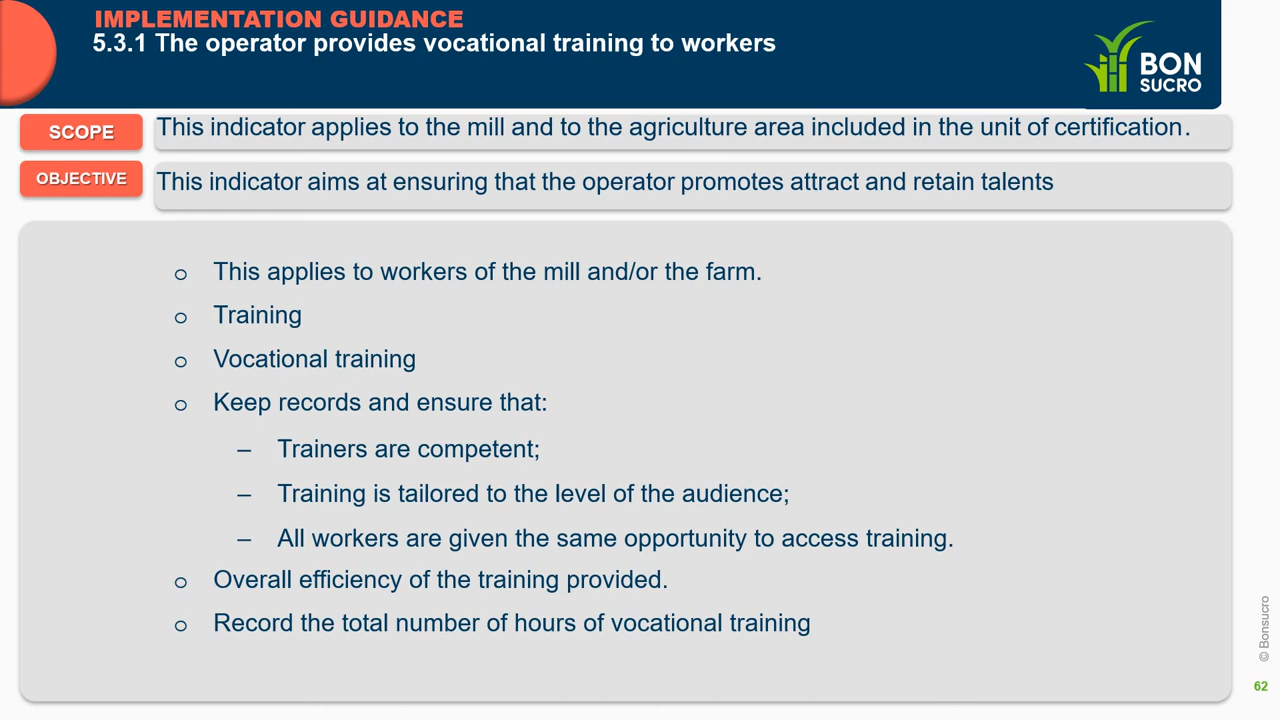 IMPLEMENTATION GUIDANCE
5.3.1 The operator provides vocational training to workers
BON
SUCRO
SCOPE
This indicator applies to the mill and to the agriculture area included in the unit of certification.
OBJECTIVE
This indicator aims at ensuring that the operator promotes attract and retain talents
o This applies to workers of the mill and/or the farm.
o Training
o Vocational training
o Keep records and ensure that:
– Trainers are competent;
– Training is tailored to the level of the audience;
– All workers are given the same opportunity to access training.
o Overall efficiency of the training provided.
o Record the total number of hours of vocational training
© Bonsucro
62